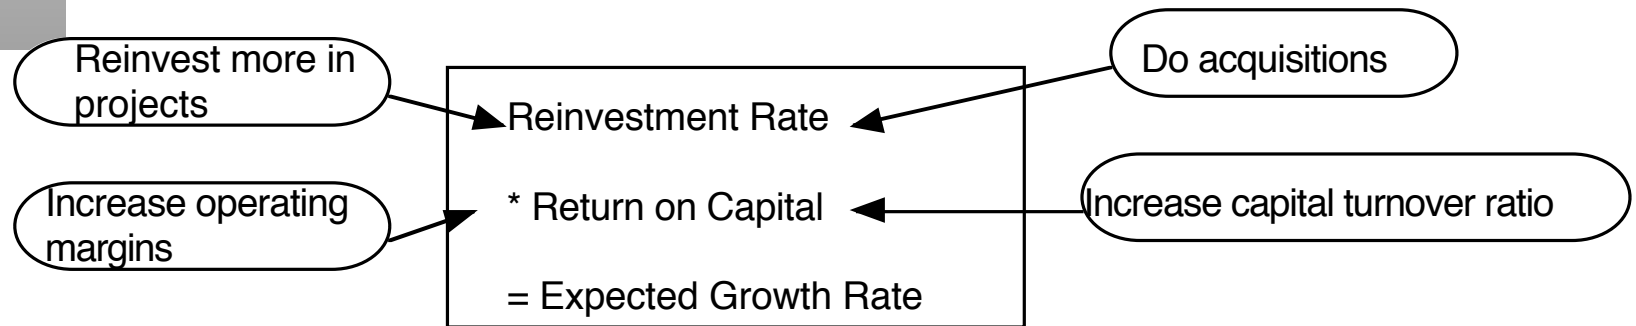 Reinvest more in
projects
Do acquisitions
Reinvestment Rate
Increase operating
margins
* Return on Capital
Increase capital turnover ratio
= Expected Growth Rate